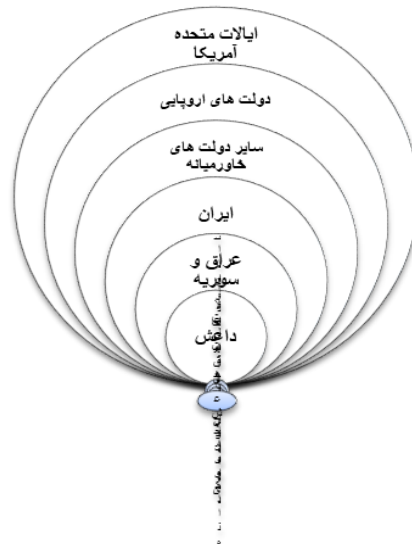 ایالات متحده
آمریکا
دولت های اروپایی
سایر دولت های
خاورمیانه
ایران
عراق و
سوریه
داعش